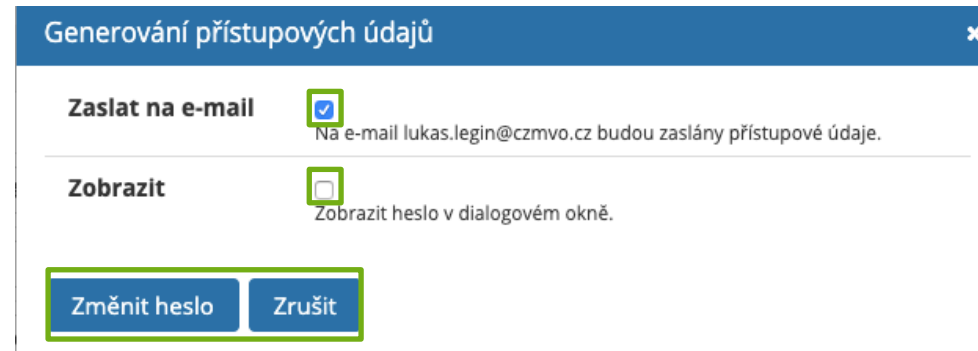 Generování přístupových údajů
Zaslat na e-mail
Na e-mail lukas.legin@czmvo.cz budou zaslány přístupové údaje.
Zobrazit
Zobrazit heslo v dialogovém okně.
Změnit heslo Zrušit